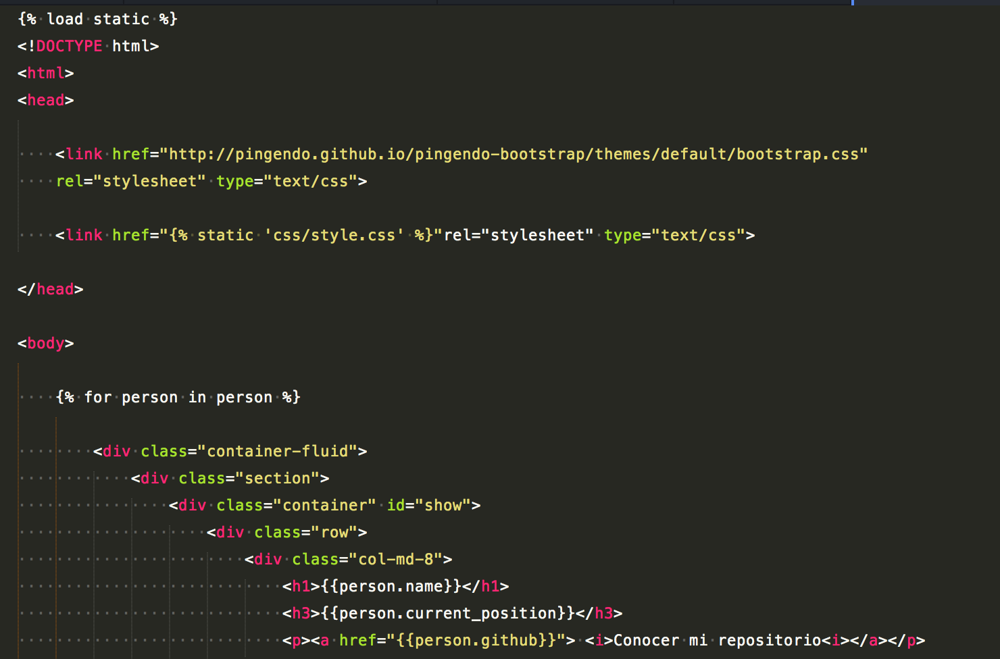 {% load static %}
<!DOCTYPE html>
<html>
<head>
<link href="http://pingendo.github.io/pingendo-bootstrap/themes/default/bootstrap.css"
rel="stylesheet" type="text/css">
<link href="{% static 'css/style.css' %}"rel="stylesheet" type="text/css">
</head>
<body>
{% for person in person %}
<div class="container-fluid">
<div class="section">
<div class="container" id="show">
<div class="row">
<div class="col-md-8">
<h1>{{person.name}}</h1>
<h3>{{person.current_position}}</h3>
<p><a href="{{person.github}}"> <i>Conocer mi repositorio<i></a></p>